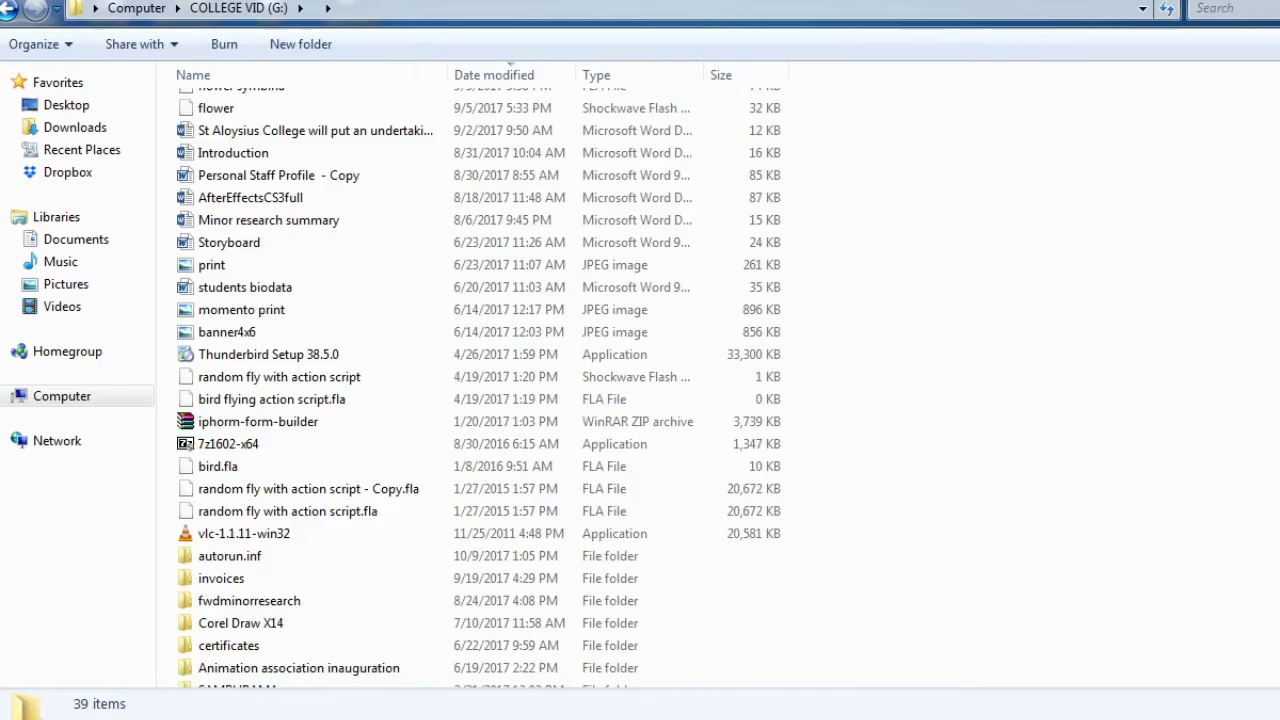 Computer COLLEGE VID (G:) Search
Organize Share with Burn New folder
Name Date modified Type Size
Favorites
Desktop
Downloads
Recent Places
Dropbox
Libraries
Documents
Music
Pictures
Videos
Homegroup
Computer
Network
flower 9/5/2017 5:33 PM Shockwave Flash ... 32 KB
St Aloysius College will put an undertaki... 9/2/2017 9:50 AM Microsoft Word D... 12 KB
Introduction 8/31/2017 10:04 AM Microsoft Word D... 16 KB
Personal Staff Profile - Copy 8/30/2017 8:55 AM Microsoft Word 9... 85 KB
AfterEffectsCS3full 8/18/2017 11:48 AM Microsoft Word D... 87 KB
Minor research summary 8/6/2017 9:45 PM Microsoft Word D... 15 KB
Storyboard 6/23/2017 11:26 AM Microsoft Word 9... 24 KB
print 6/23/2017 11:07 AM JPEG image 261 KB
students biodata 6/20/2017 11:03 AM Microsoft Word 9... 35 KB
momento print 6/14/2017 12:17 PM JPEG image 896 KB
banner4x6 6/14/2017 12:03 PM JPEG image 856 KB
Thunderbird Setup 38.5.0 4/26/2017 1:59 PM Application 33,300 KB
random fly with action script 4/19/2017 1:20 PM Shockwave Flash ... 1 KB
bird flying action script.fla 4/19/2017 1:19 PM FLA File 0 KB
iphorm-form-builder 1/20/2017 1:03 PM WinRAR ZIP archive 3,739 KB
7z1602-x64 8/30/2016 6:15 AM Application 1,347 KB
bird.fla 1/8/2016 9:51 AM FLA File 10 KB
random fly with action script - Copy.fla 1/27/2015 1:57 PM FLA File 20,672 KB
random fly with action script.fla 1/27/2015 1:57 PM FLA File 20,672 KB
vlc-1.1.11-win32 11/25/2011 4:48 PM Application 20,581 KB
autorun.inf 10/9/2017 1:05 PM File folder
invoices 9/19/2017 4:29 PM File folder
fwdminorresearch 8/24/2017 4:08 PM File folder
Corel Draw X14 7/10/2017 11:58 AM File folder
certificates 6/22/2017 9:59 AM File folder
Animation association inauguration 6/19/2017 2:22 PM File folder
39 items